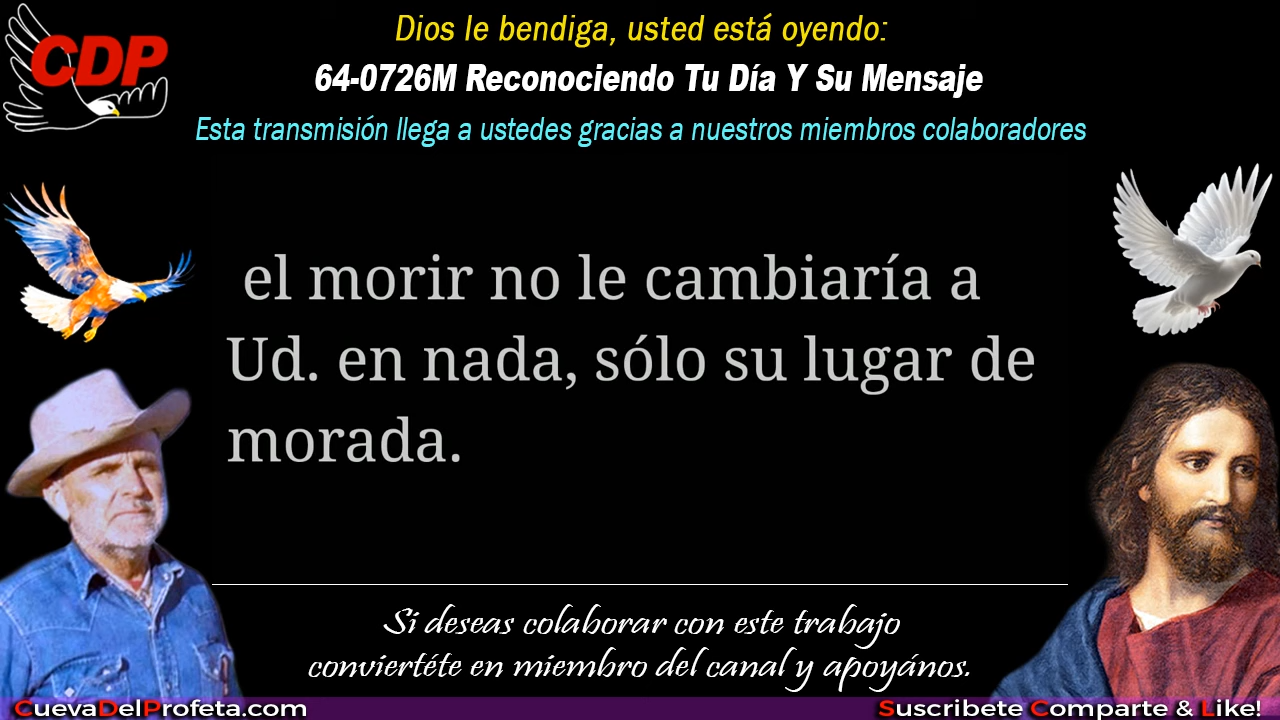 CDP
Dios le bendiga, usted está oyendo:
64-0726M Reconociendo Tu Día Y Su Mensaje
Esta transmisión llega a ustedes gracias a nuestros miembros colaboradores
el morir no le cambiaría a
Ud. en nada, sólo su lugar de
morada.
Si deseas colaborar con este trabajo
conviertéte en miembro del canal y apoyános.
CuevaDelProfeta.com
Suscribete Comparte & Like!